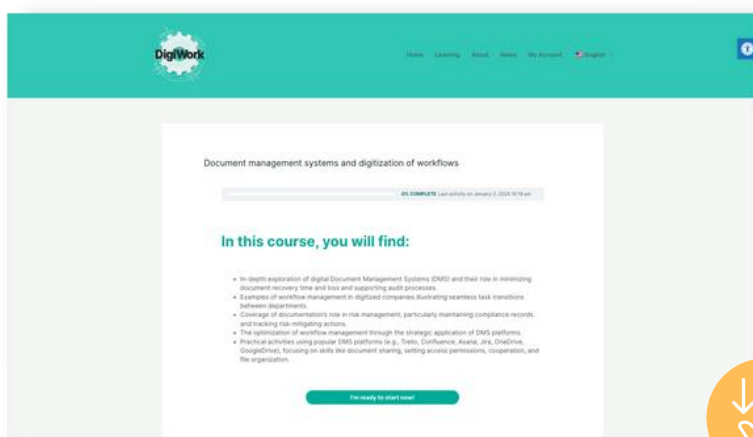 DigiWork
Home Learning About News My Account English
Document management systems and digitization of workflows
0% COMPLETE Last activity on January 2, 
In this course, you will find:
• In-depth exploration of digital Document Management Systems (DMS) and their role in minimizing
document recovery time and loss and supporting audit processes.
• Examples of workflow management in digitized companies illustrating seamless task transitions
between departments.
• Coverage of documentation's role in risk management, particularly maintaining compliance records
and tracking risk-mitigating actions.
• The optimization of workflow management through the strategic application of DMS platforms.
• Practical activities using popular DMS platforms (e.g., Trello, Confluence, Asana, Jira, OneDrive,
GoogleDrive), focusing on skills like document sharing, setting access permissions, cooperation, and
file organization.
I'm ready to start now!